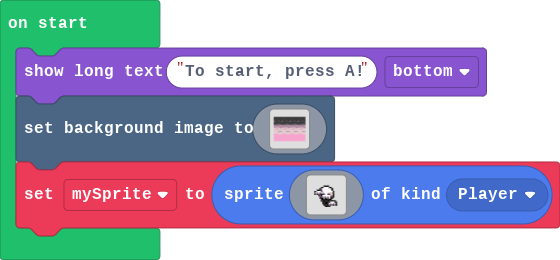 on start
show long text "To start, press A!" bottom
set background image to
set mySprite to sprite of kind Player